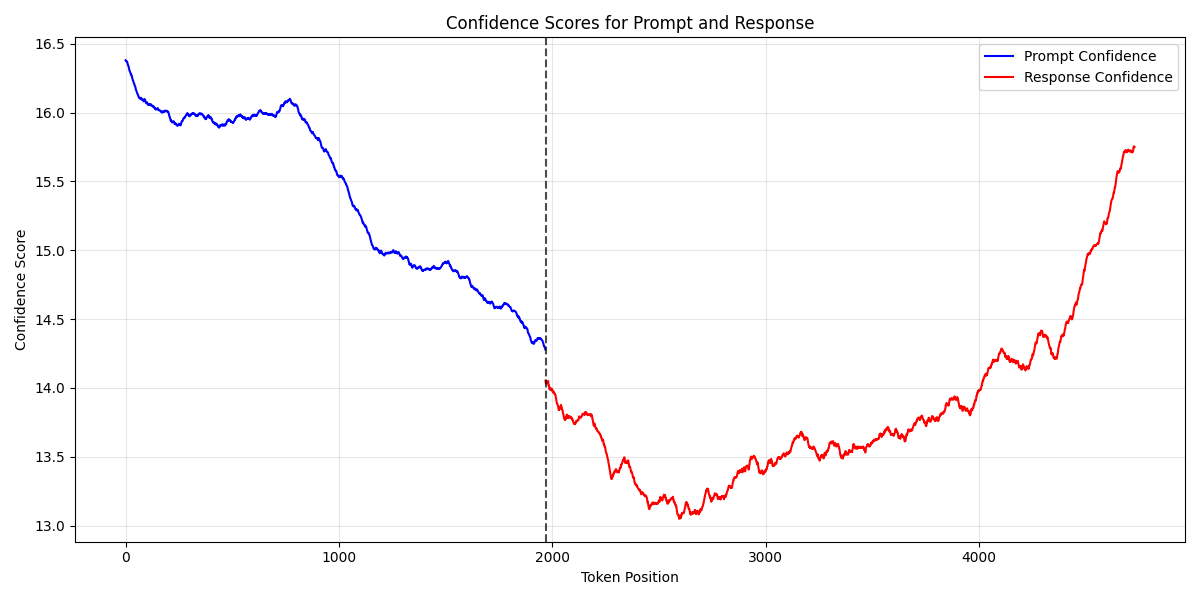 Confidence Scores for Prompt and Response
Prompt Confidence
Response Confidence
Confidence Score
16.5
16.0
15.5
15.0
14.5
14.0
13.5
13.0
0 1000 2000 3000 4000
Token Position